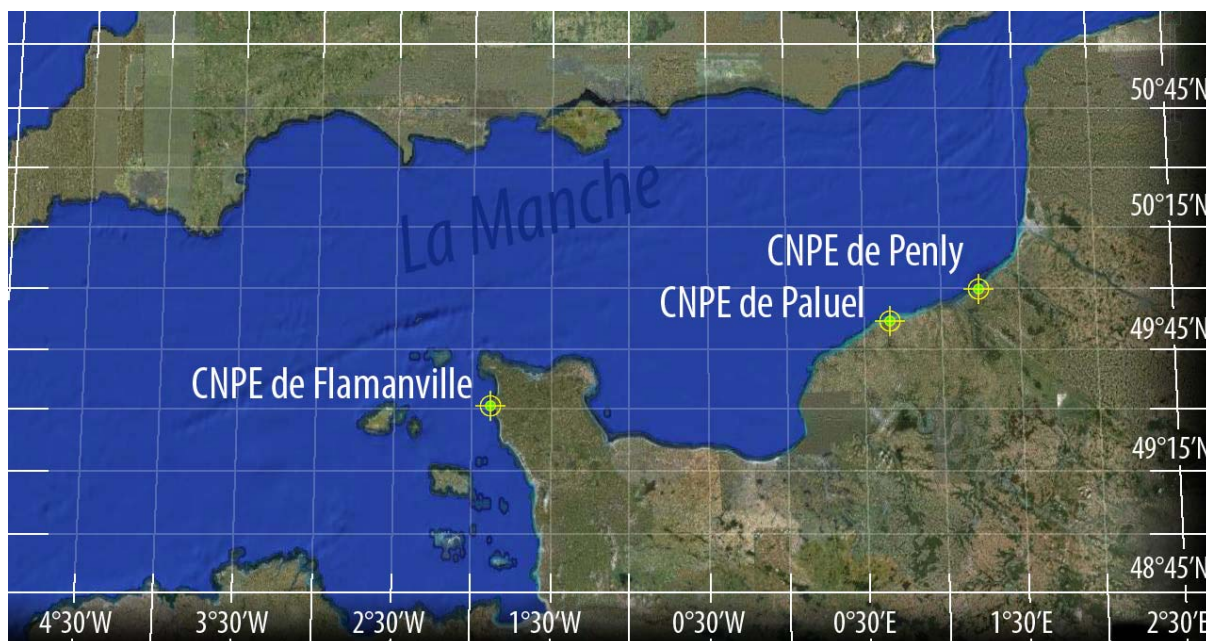 50°45'N
La Manche
50°15'N
CNPE de Penly
CNPE de Paluel
49°45'N
CNPE de Flamanville
49°15'N
48°45'N
4°30'W 3°30'W 2°30'W 1°30'W 0°30'W 0°30'E 1°30'E 2°30'E